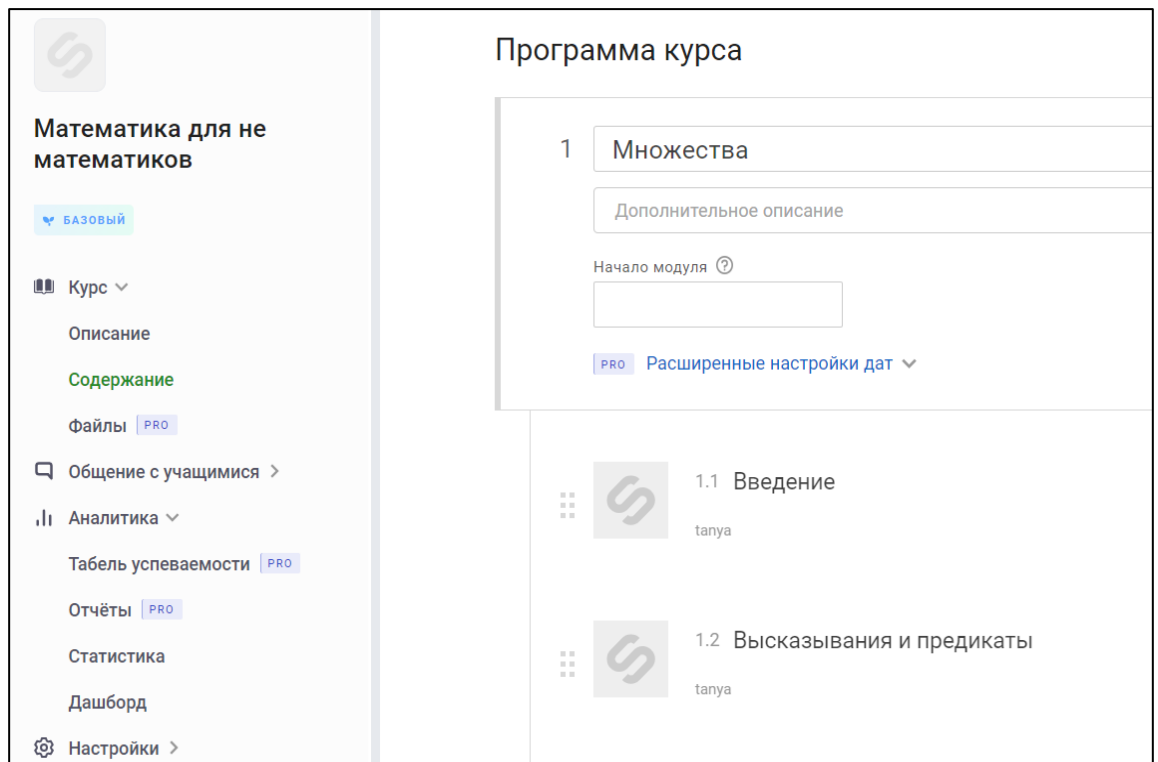 Математика для не
математиков
БАЗОВЫЙ
Курс
Описание
Содержание
Файлы PRO
Общение с учащимися
Аналитика
Табель успеваемости PRO
Отчёты PRO
Статистика
Дашборд
Настройки
Программа курса
1 Множества
Дополнительное описание
Начало модуля ?
PRO Расширенные настройки дат
1.1 Введение
tanya
1.2 Высказывания и предикаты
tanya